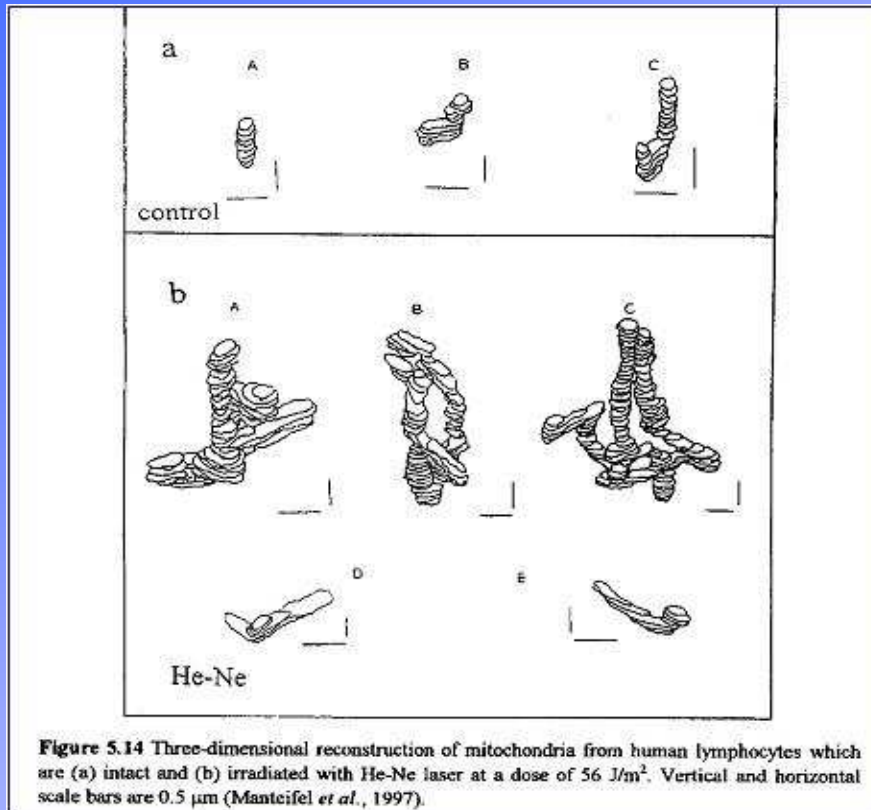 a
A
B
C
control
b
A
B
C
D
E
He-Ne
Figure 5.14 Three-dimensional reconstruction of mitochondria from human lymphocytes which
are (a) intact and (b) irradiated with He-Ne laser at a dose of 56 J/m². Vertical and horizontal
scale bars are 0.5 μm (Manteifel et al., 1997).